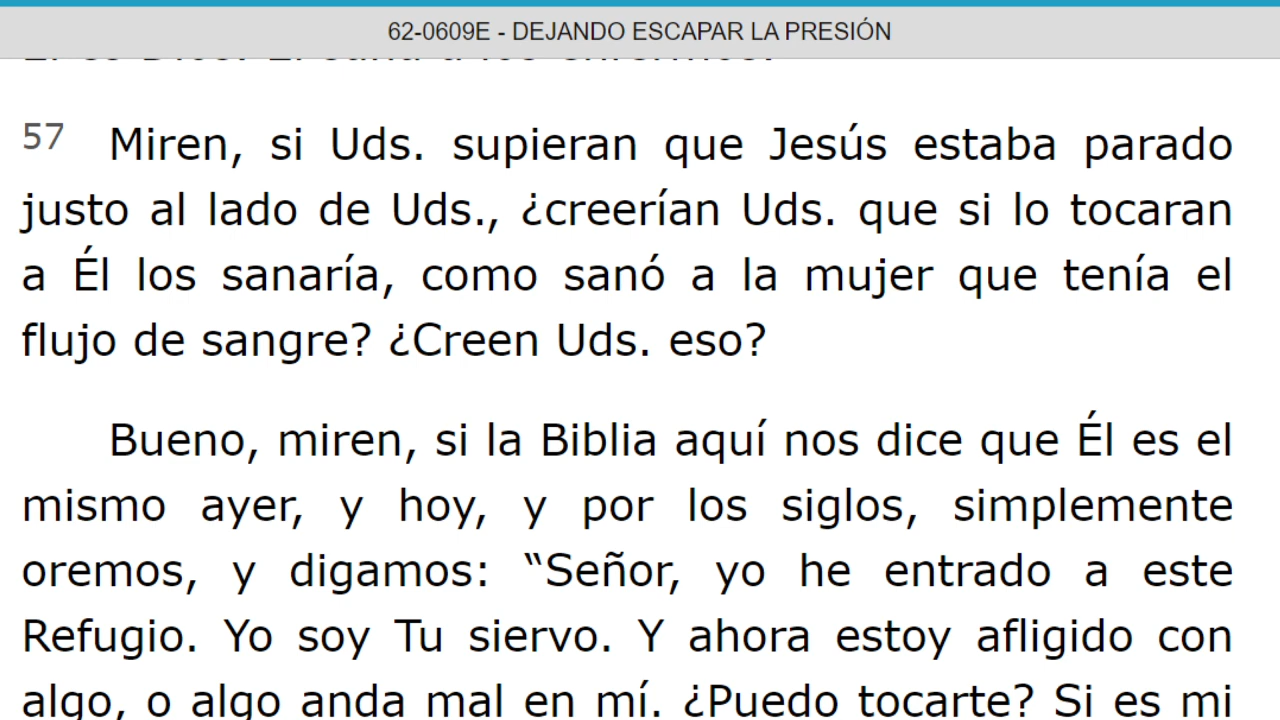 62-0609E - DEJANDO ESCAPAR LA PRESIÓN
57 Miren, si Uds. supieran que Jesús estaba parado
justo al lado de Uds., ¿creerían Uds. que si lo tocaran
a Él los sanaría, como sanó a la mujer que tenía el
flujo de sangre? ¿Creen Uds. eso?
Bueno, miren, si la Biblia aquí nos dice que Él es el
mismo ayer, y hoy, y por los siglos, simplemente
oremos, y digamos: “Señor, yo he entrado a este
Refugio. Yo soy Tu siervo. Y ahora estoy afligido con
algo, o algo anda mal en mí. ¿Puedo tocarte? Si es mi